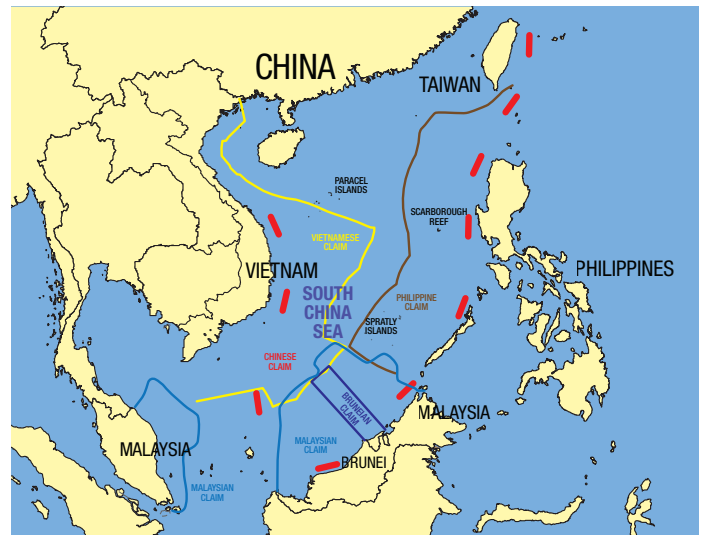 CHINA
TAIWAN
PARACEL
ISLANDS
SCARBOROUGH
REEF
VIETNAMESE
CLAIM
VIETNAM
PHILIPPINES
SOUTH
CHINA
SEA
PHILIPPINE
CLAIM
SPRATLY
ISLANDS
CHINESE
CLAIM
BRUNEIAN
CLAIM
MALAYSIA
MALAYSIA
MALAYSIAN
CLAIM
BRUNEI
MALAYSIAN
CLAIM